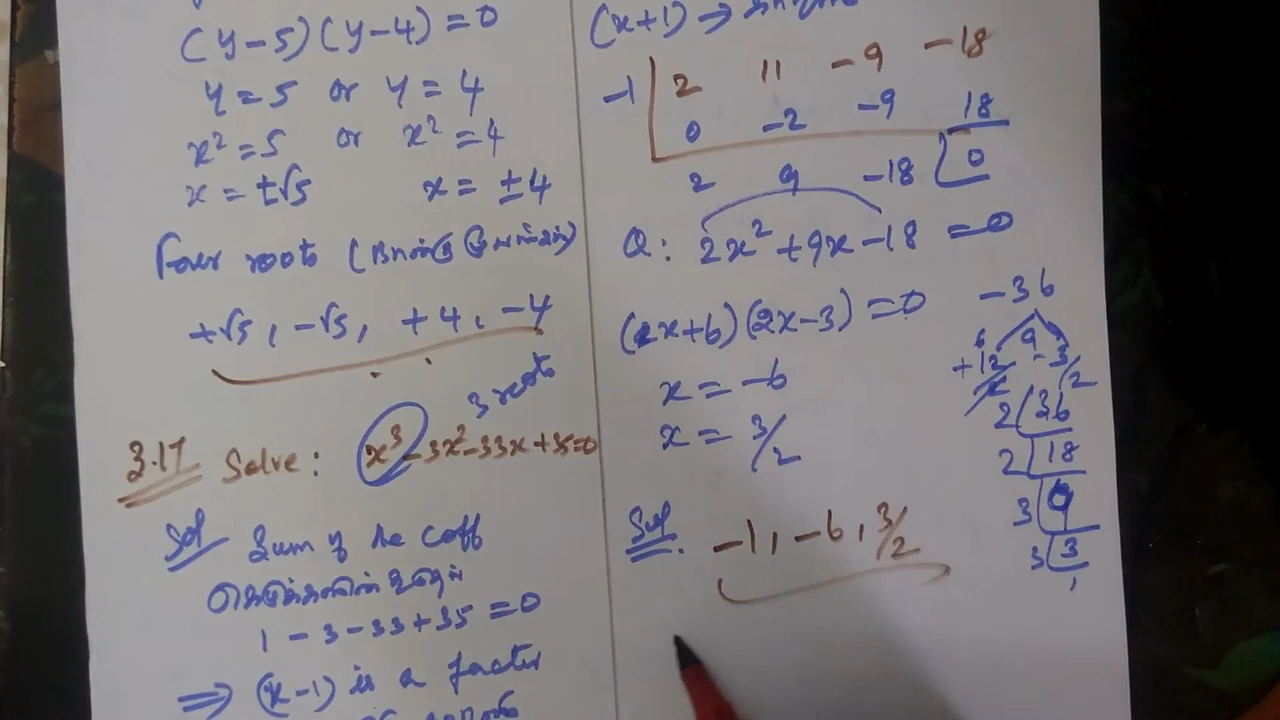 (y-5)(y-4)=0
y=5 or y=4
x²=5 or x²=4
x=±√5 x=±4
Four roots (நான்கு
+√5, -√5, +4, -4
3 roots
3.17 Solve: x³-3x²-33x+35=0
Sol Sum of the coeff
1-3-33+35=0
⇒ (x-1) is a factor
(x+1) →
-1 2 11 -9 -18
0 -2 -9 18
2 9 -18 0
Q: 2x²+9x-18=0
(x+6)(2x-3)=0
x=-6
x=3/2
Sol. -1, -6, 3/2
-36
6 9
+12 -3/2
2 36
2 18
3 9
3 3
1